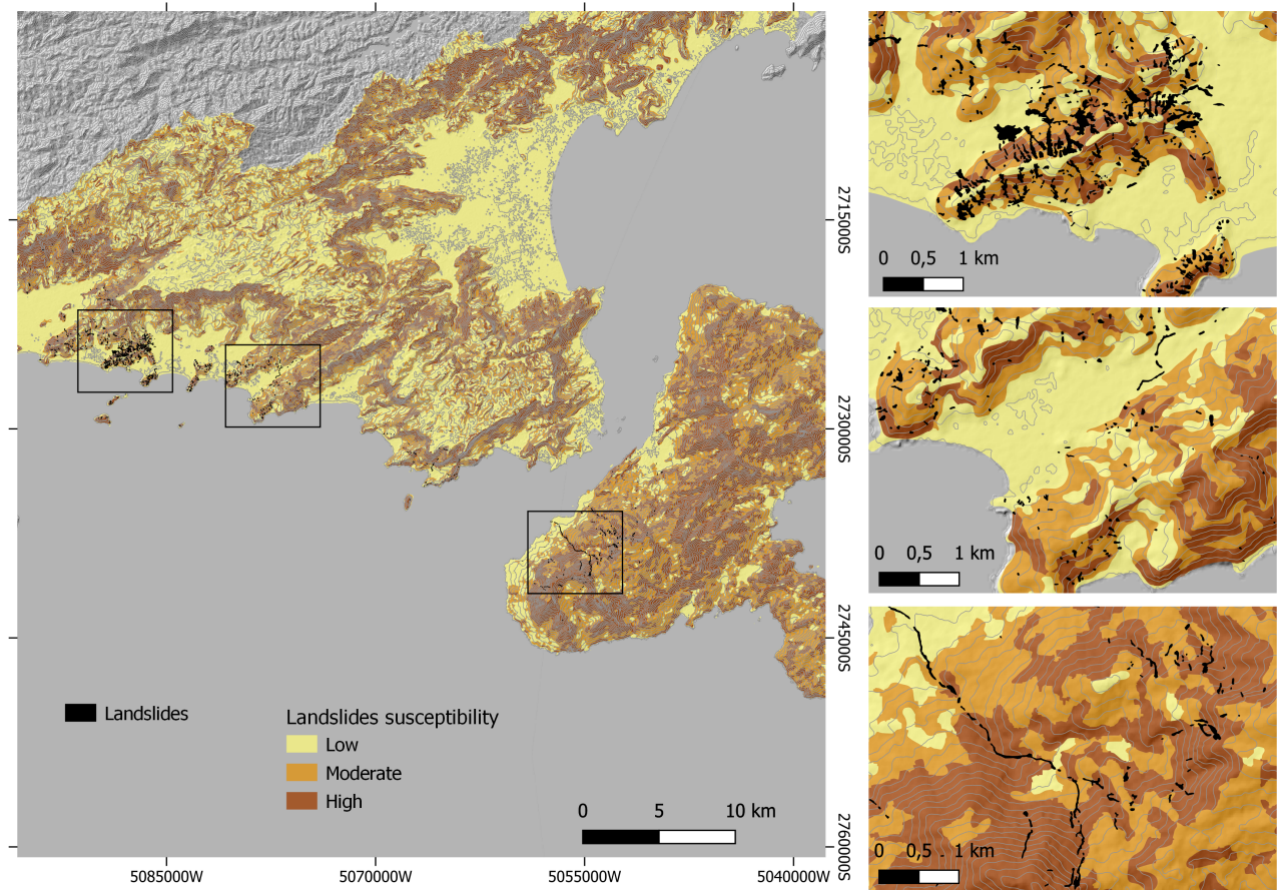 2715000S
2730000S
2745000S
2760000S
5085000W 5070000W 5055000W 5040000W
Landslides
Landslides susceptibility
Low
Moderate
High
0 5 10 km
0 0,5 1 km
0 0,5 1 km
0 0,5 1 km